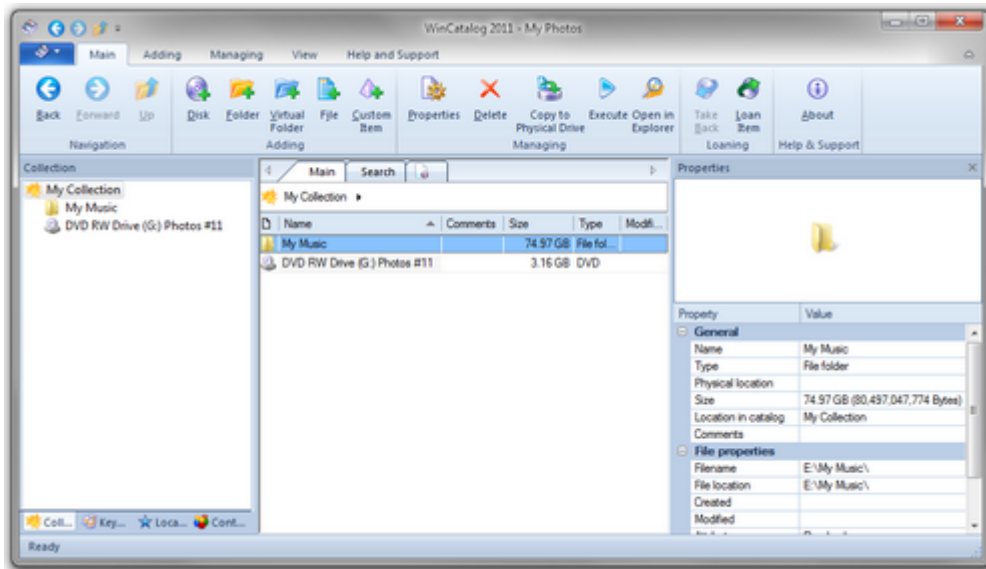 WinCatalog 2011 - My Photos
Main Adding Managing View Help and Support
Back Forward Up Disk Folder Virtual Folder File Custom Item Properties Delete Copy to Physical Drive Execute Open in Explorer Take Back Loan Item About
Navigation Adding Managing Loaning Help & Support
Collection
My Collection
My Music
DVD RW Drive (G:) Photos #11
Main Search
My Collection
Name Comments Size Type Modifi...
My Music 74.97 GB File fol...
DVD RW Drive (G:) Photos #11 3.16 GB DVD
Properties
Property Value
General
Name My Music
Type File folder
Physical location
Size 74.97 GB (80,497,047,774 Bytes)
Location in catalog My Collection
Comments
File properties
Filename E:\My Music\
File location E:\My Music\
Created
Modified
Coll... Key... Loca... Cont...
Ready